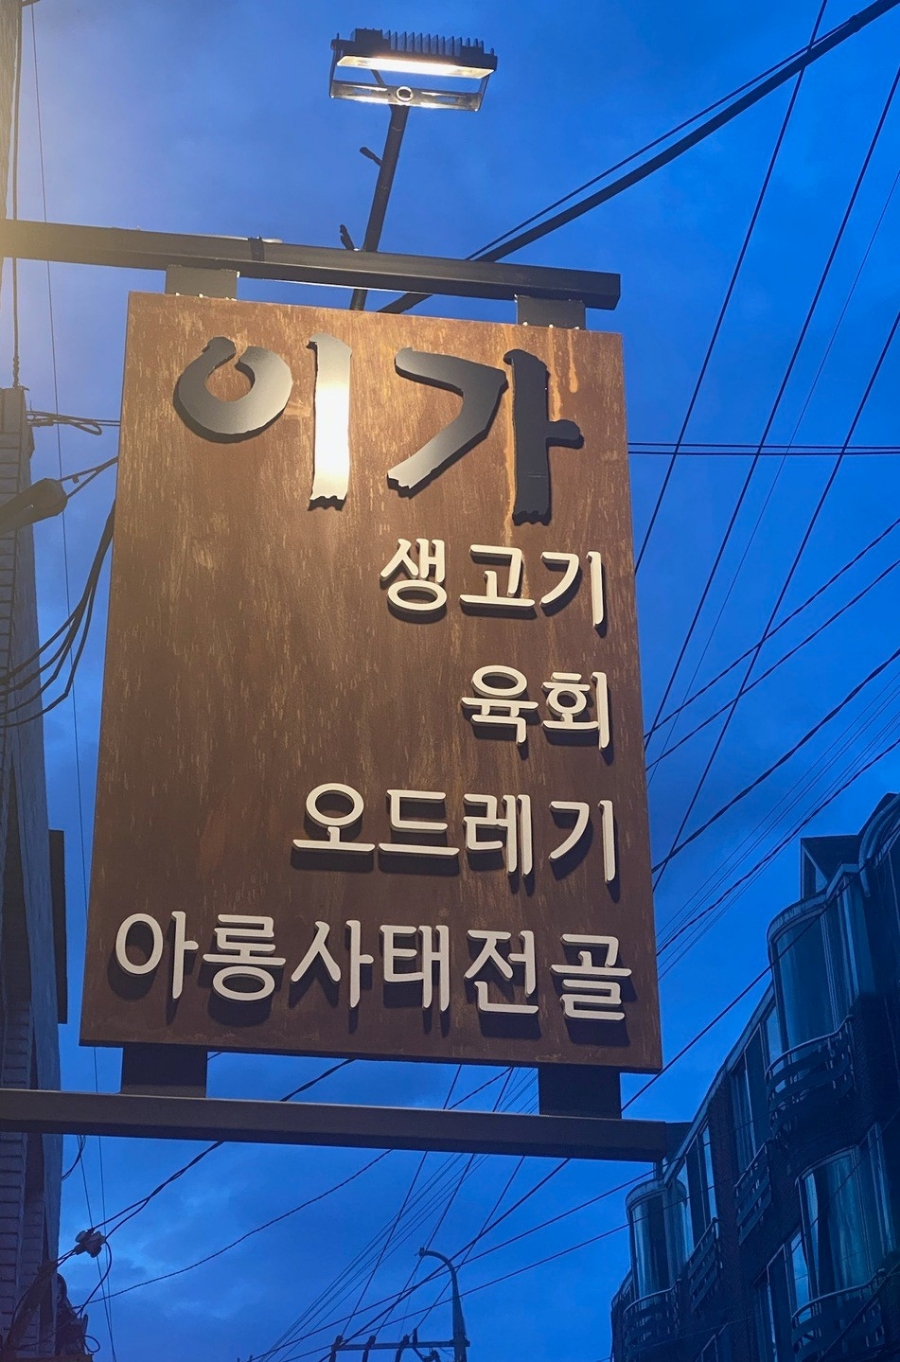 이가
생고기
육회
오드레기
아롱사태전골